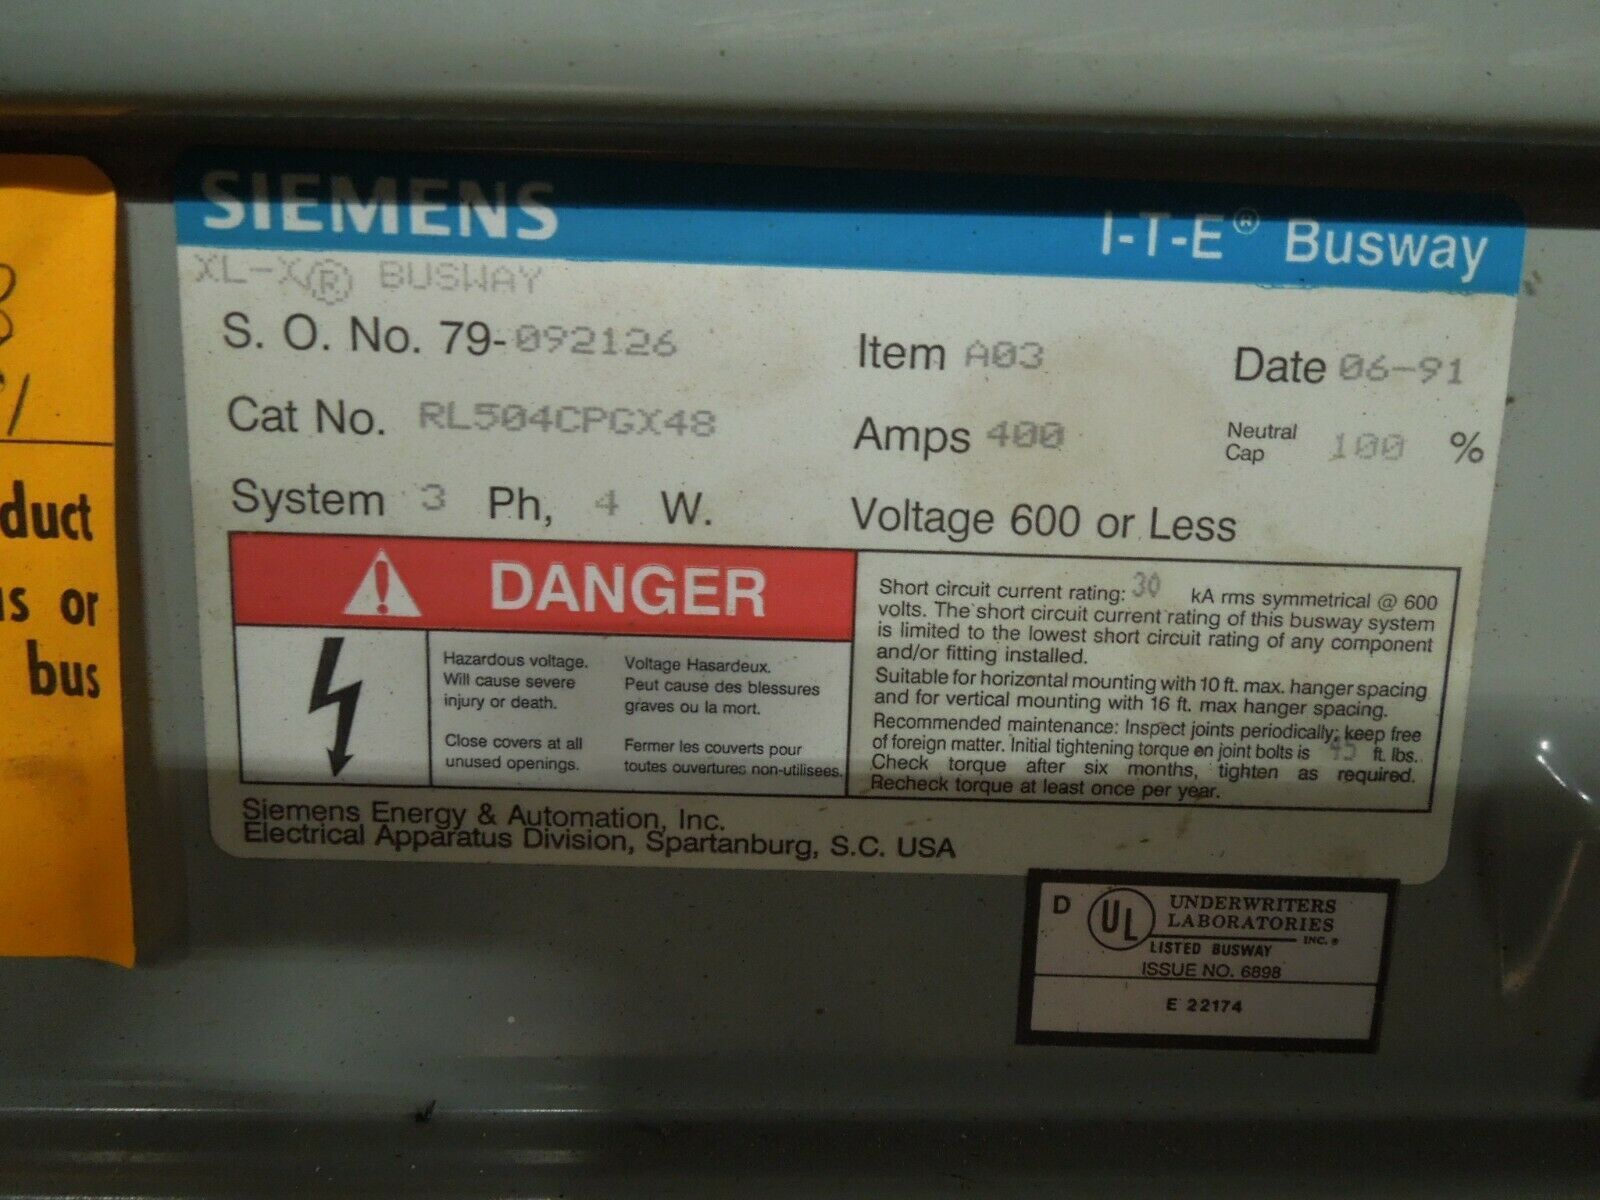 SIEMENS
I-T-E® Busway
XL-X® BUSWAY
S. O. No. 79-092126
Item A03
Date 06-91
Cat No. RL504CPGX48
Amps 400
Neutral
Cap
100 %
System 3 Ph, 4 W.
Voltage 600 or Less
DANGER
Hazardous voltage.
Will cause severe
injury or death.
Close covers at all
unused openings.
Voltage Hasardeux.
Peut cause des blessures
graves ou la mort.
Fermer les couverts pour
toutes ouvertures non-utilisees.
Short circuit current rating: 30 kA rms symmetrical @ 600
volts. The short circuit current rating of this busway system
is limited to the lowest short circuit rating of any component
and/or fitting installed.
Suitable for horizontal mounting with 10 ft. max. hanger spacing
and for vertical mounting with 16 ft. max hanger spacing.
Recommended maintenance: Inspect joints periodically; keep free
of foreign matter. Initial tightening torque on joint bolts is 45 ft. lbs.
Check torque after six months, tighten as required.
Recheck torque at least once per year.
Siemens Energy & Automation, Inc.
Electrical Apparatus Division, Spartanburg, S.C. USA
D
UL
UNDERWRITERS
LABORATORIES
INC.®
LISTED BUSWAY
ISSUE NO. 6898
E 22174
duct
or
bus